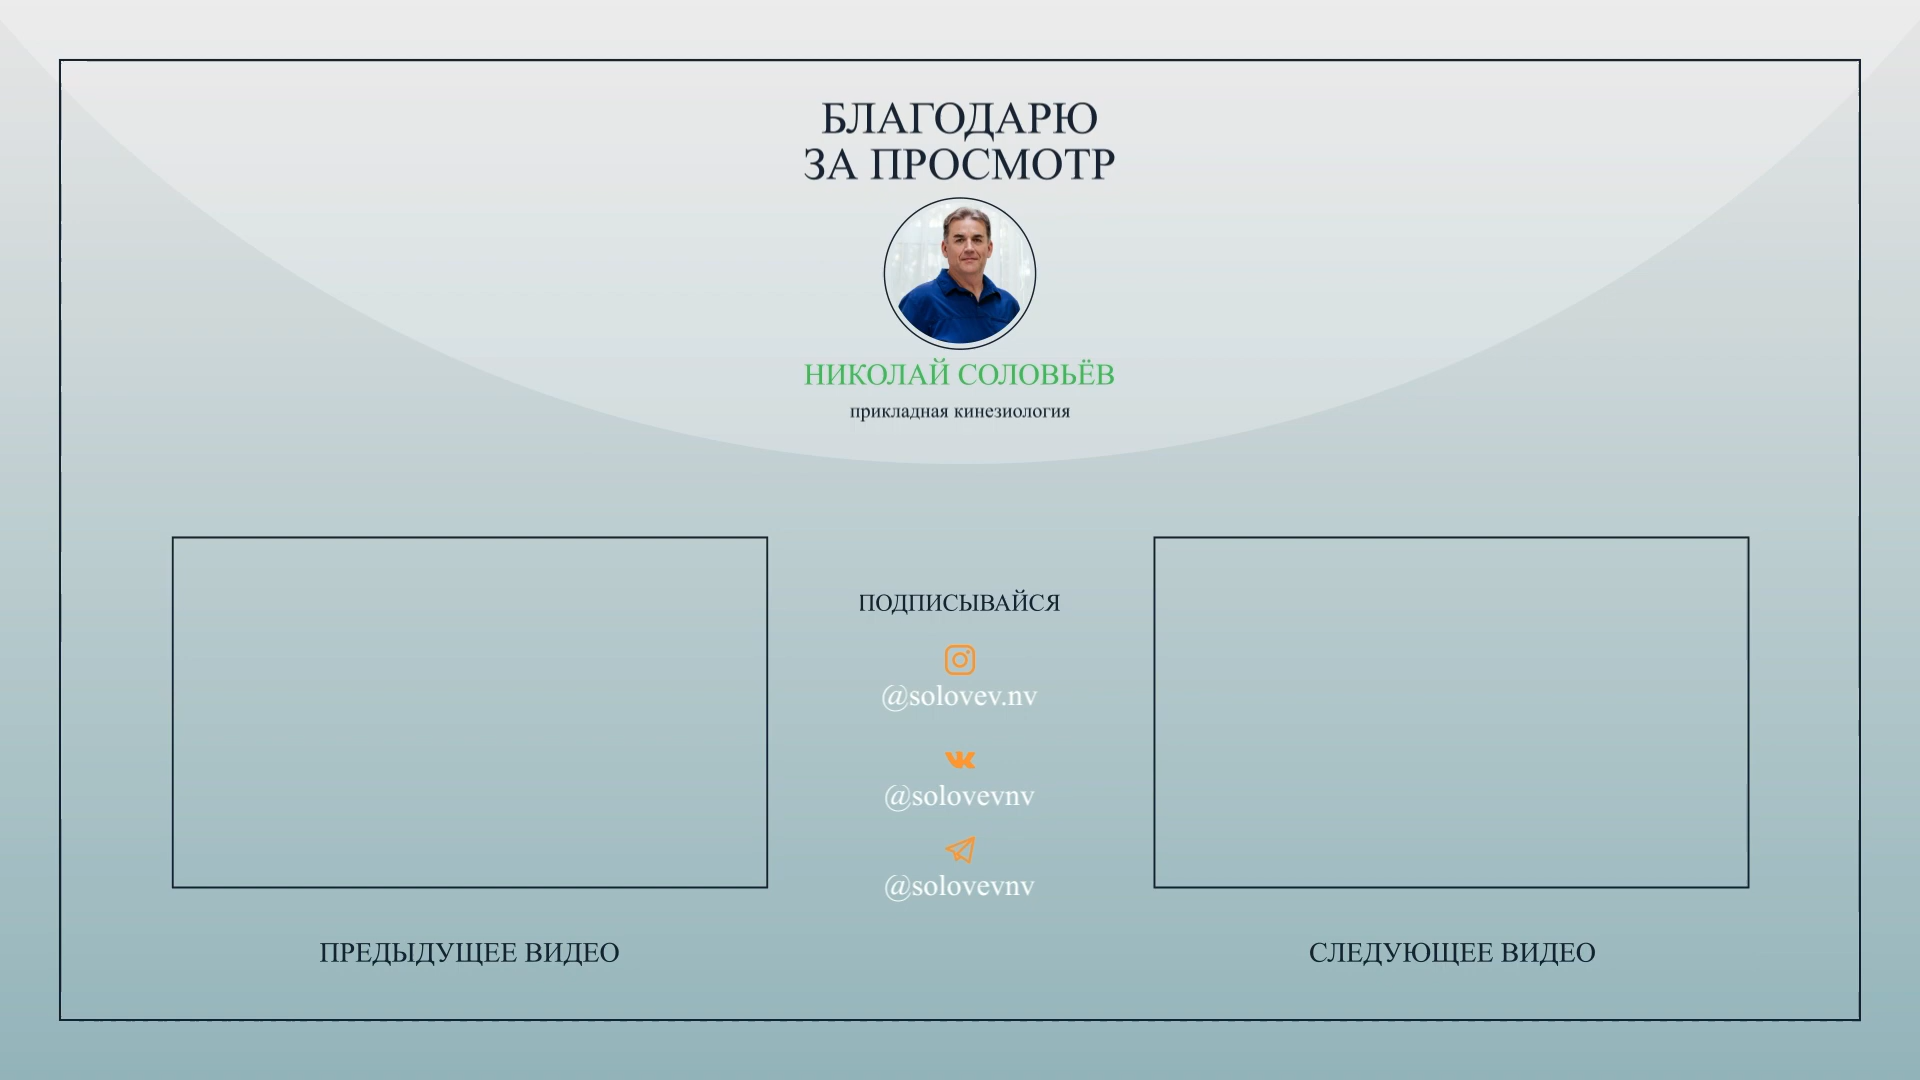 БЛАГОДАРЮ
ЗА ПРОСМОТР
НИКОЛАЙ СОЛОВЬЁВ
прикладная кинезиология
ПОДПИСЫВАЙСЯ
@solovev.nv
@solovevnv
@solovevnv
ПРЕДЫДУЩЕЕ ВИДЕО
СЛЕДУЮЩЕЕ ВИДЕО